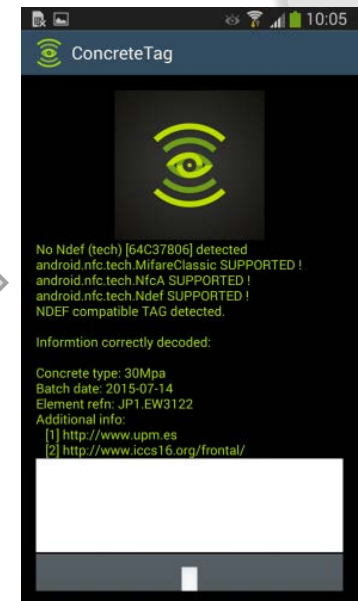 10:05
ConcreteTag
No Ndef (tech) [64C37806] detected
android.nfc.tech.MifareClassic SUPPORTED !
android.nfc.tech.NfcA SUPPORTED !
android.nfc.tech.Ndef SUPPORTED !
NDEF compatible TAG detected.
Informtion correctly decoded:
Concrete type: 30Mpa
Batch date: 2015-07-14
Element refn: JP1.EW3122
Additional info:
[1] http://www.upm.es
[2] http://www.iccs16.org/frontal/